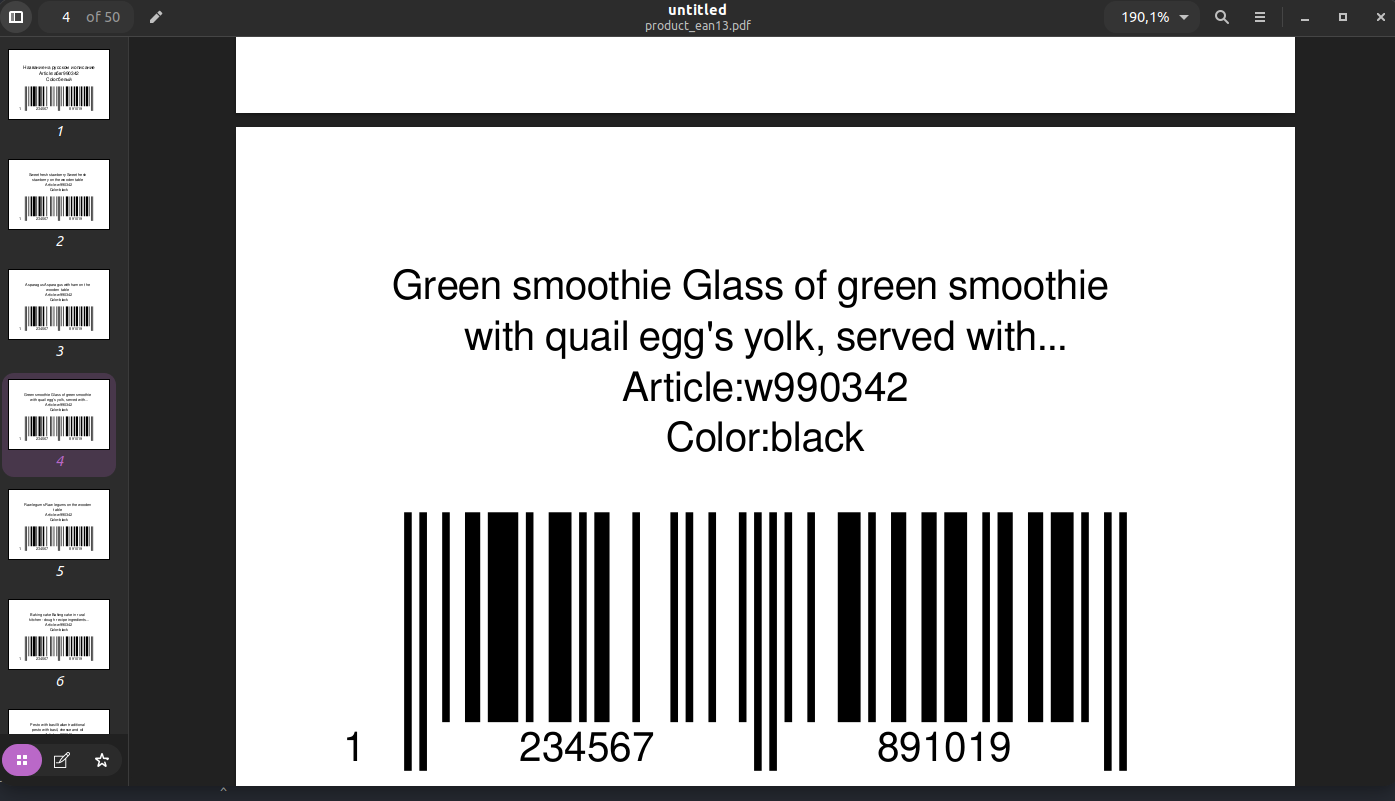 4 of 50
untitled
product_ean13.pdf
190,1%
Название на русском и описание
Color:белый
1 234567 891019
1
Sweet fresh stawberry Sweet fresh
stawberry on the wooden table
Article:w990342
Color:black
1 234567 891019
2
Asparagus Asparagus with ham on the
wooden table
Article:w990342
Color:black
1 234567 891019
3
Green smoothie Glass of green smoothie
with quail egg's yolk, served with...
Article:w990342
Color:black
1 234567 891019
4
Raw legums Raw legums on the wooden
table
Article:w990342
Color:black
1 234567 891019
5
Baking cake Baking cake in rural
kitchen - dough recipe ingredients...
Article:w990342
Color:black
1 234567 891019
6
Pesto with basil Italian traditional
pesto with basil, cheese and oil
Green smoothie Glass of green smoothie
with quail egg's yolk, served with...
Article:w990342
Color:black
1 234567 891019